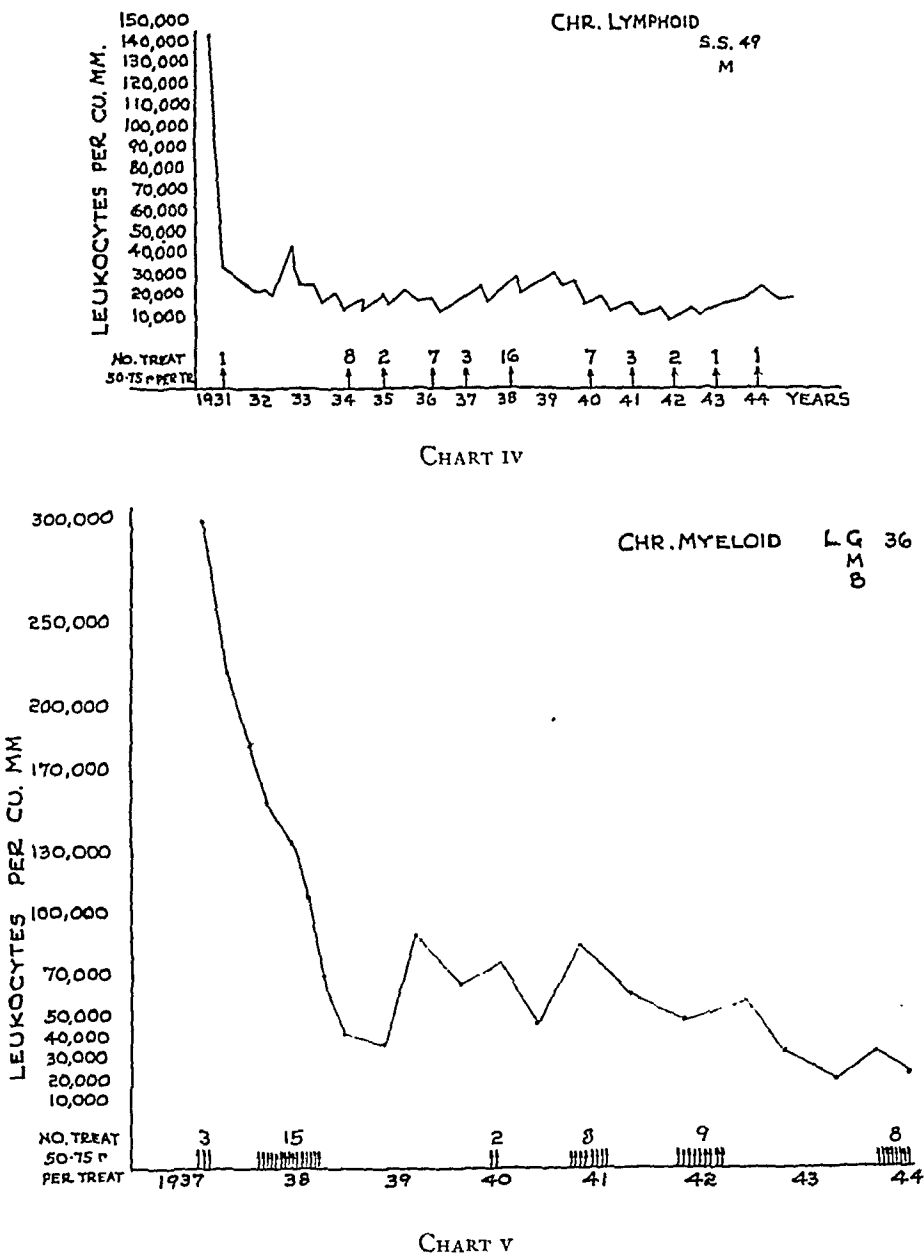 CHR. LYMPHOID
S.S. 49
M
LEUKOCYTES PER CU. MM.
150,000
140,000
130,000
120,000
110,000
100,000
90,000
80,000
70,000
60,000
50,000
40,000
30,000
20,000
10,000
NO. TREAT 1 8 2 7 3 16 7 3 2 1 1
50-75 r PER TR
1931 32 33 34 35 36 37 38 39 40 41 42 43 44 YEARS
CHART IV
CHR. MYELOID L G 36
M
B
LEUKOCYTES PER CU. MM
300,000
250,000
200,000
170,000
130,000
100,000
70,000
50,000
40,000
30,000
20,000
10,000
NO. TREAT 3 15 2 8 9 8
50-75 r
PER TREAT 1937 38 39 40 41 42 43 44
CHART V